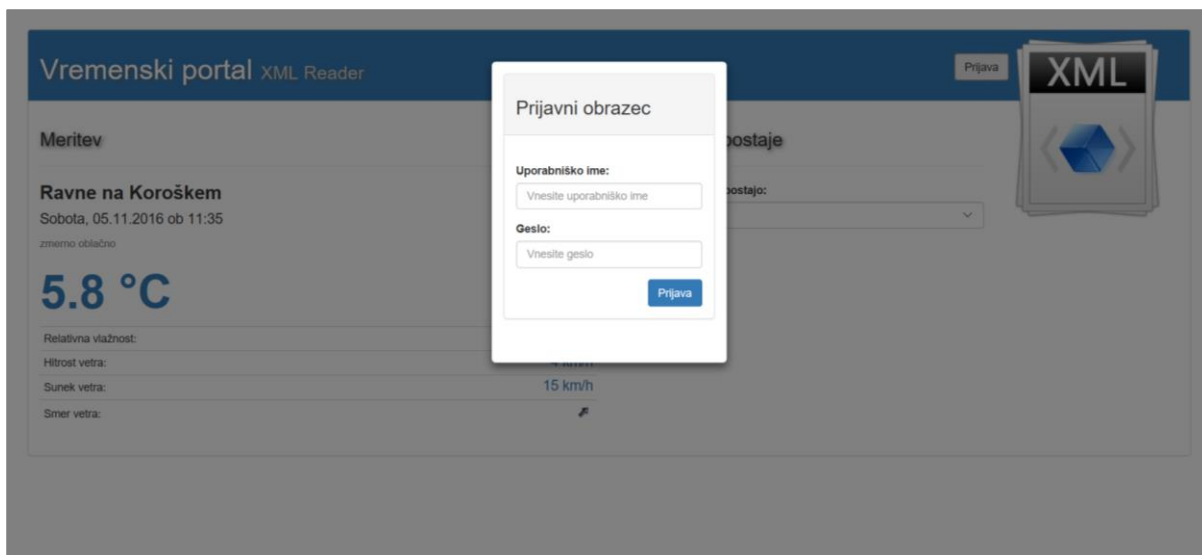 Vremenski portal XML Reader
Prijava
XML
Meritev
postaje
Ravne na Koroškem
Sobota, 05.11.2016 ob 11:35
zmerno oblačno
5.8 °C
Relativna vlažnost:
Hitrost vetra:
4 km/h
Sunek vetra:
15 km/h
Smer vetra:
postajo:
Prijavni obrazec
Uporabniško ime:
Vnesite uporabniško ime
Geslo:
Vnesite geslo
Prijava